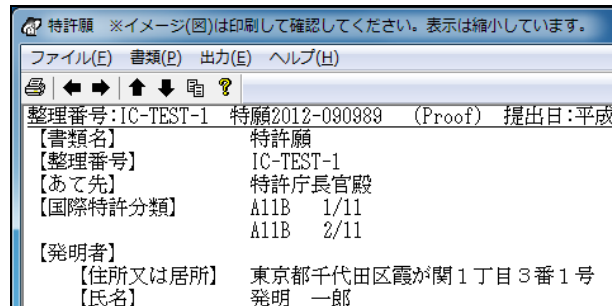 特許願 ※イメージ(図)は印刷して確認してください。表示は縮小しています。
ファイル(F) 書類(P) 出力(E) ヘルプ(H)
整理番号:IC-TEST-1 特願2012-090989 (Proof) 提出日:平成
【書類名】 特許願
【整理番号】 IC-TEST-1
【あて先】 特許庁長官殿
【国際特許分類】 A11B 1/11
A11B 2/11
【発明者】
【住所又は居所】 東京都千代田区霞が関1丁目3番1号
【氏名】 発明 一郎